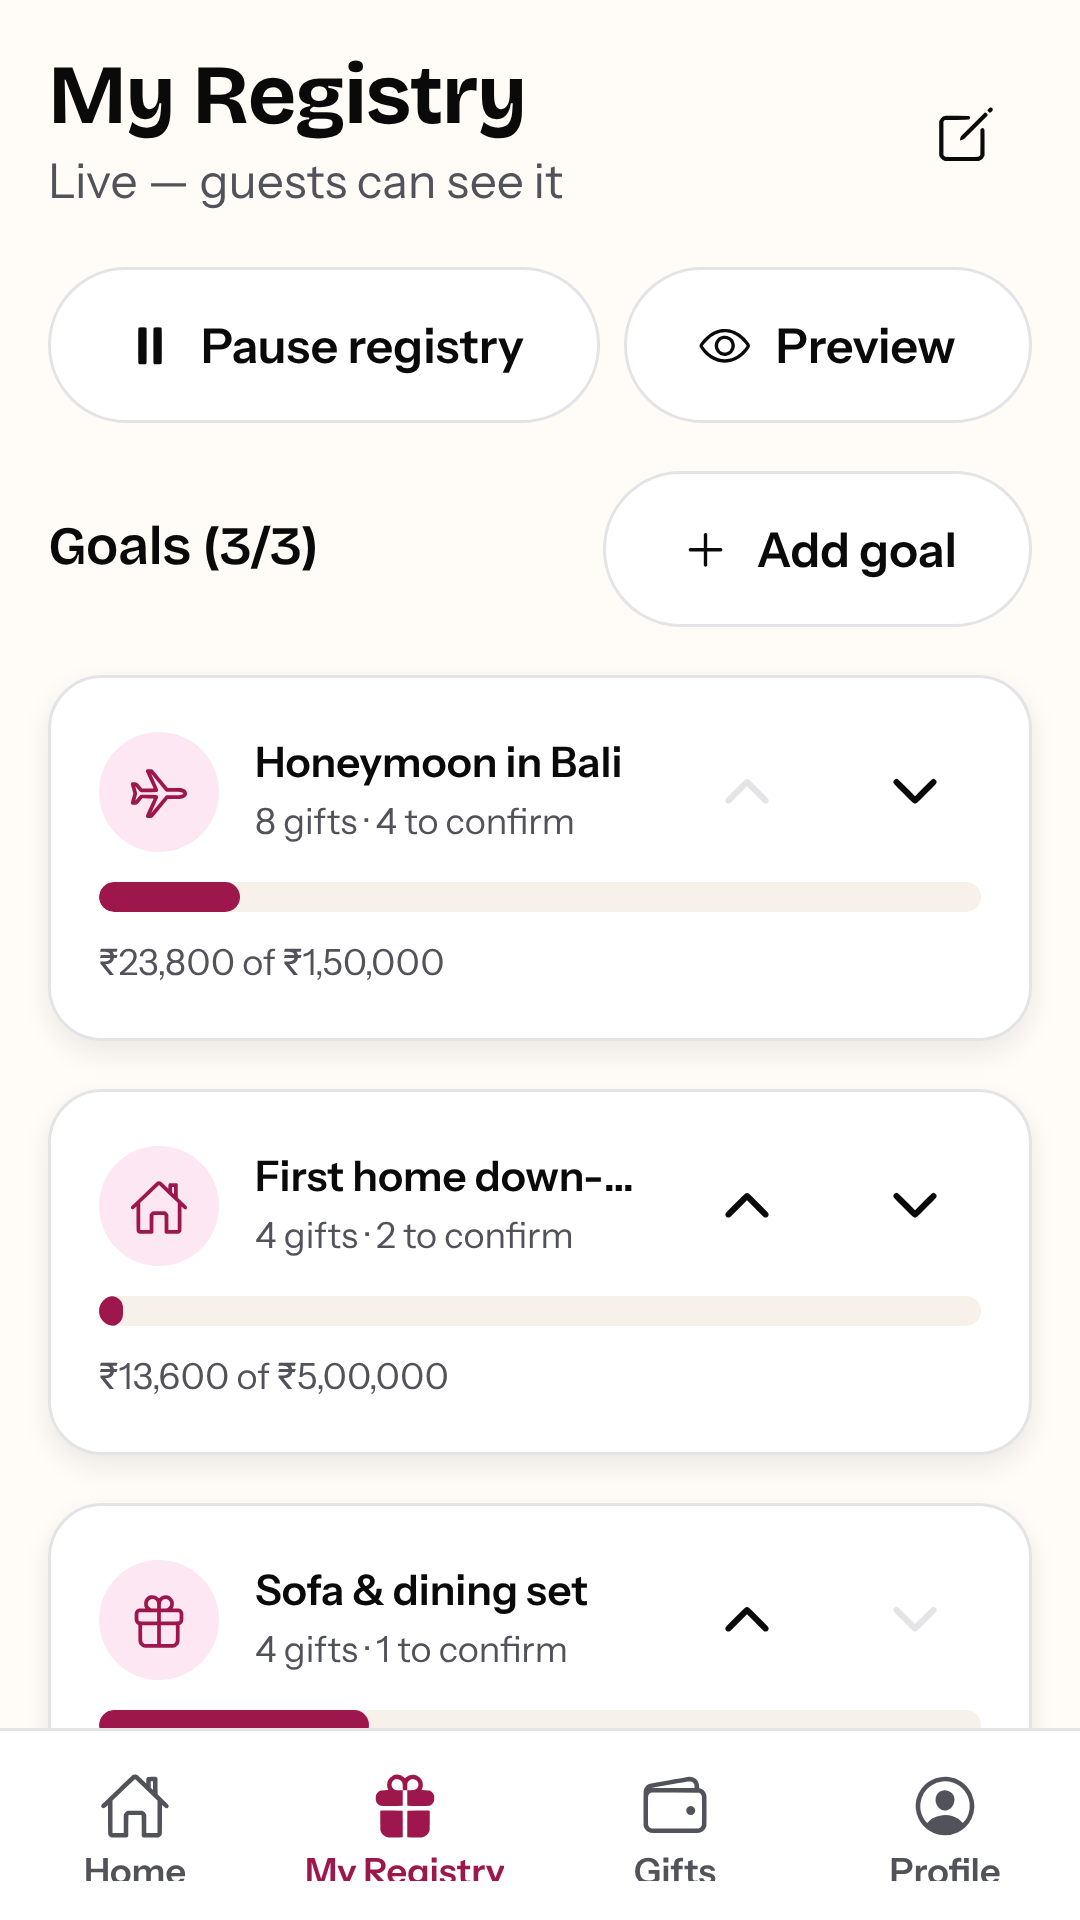 My Registry
Live — guests can see it
Pause registry
Preview
Goals (3/3)
Add goal
Honeymoon in Bali
8 gifts · 4 to confirm
₹23,800 of ₹1,50,000
First home down-...
4 gifts · 2 to confirm
₹13,600 of ₹5,00,000
Sofa & dining set
4 gifts · 1 to confirm
Home
My Registry
Gifts
Profile